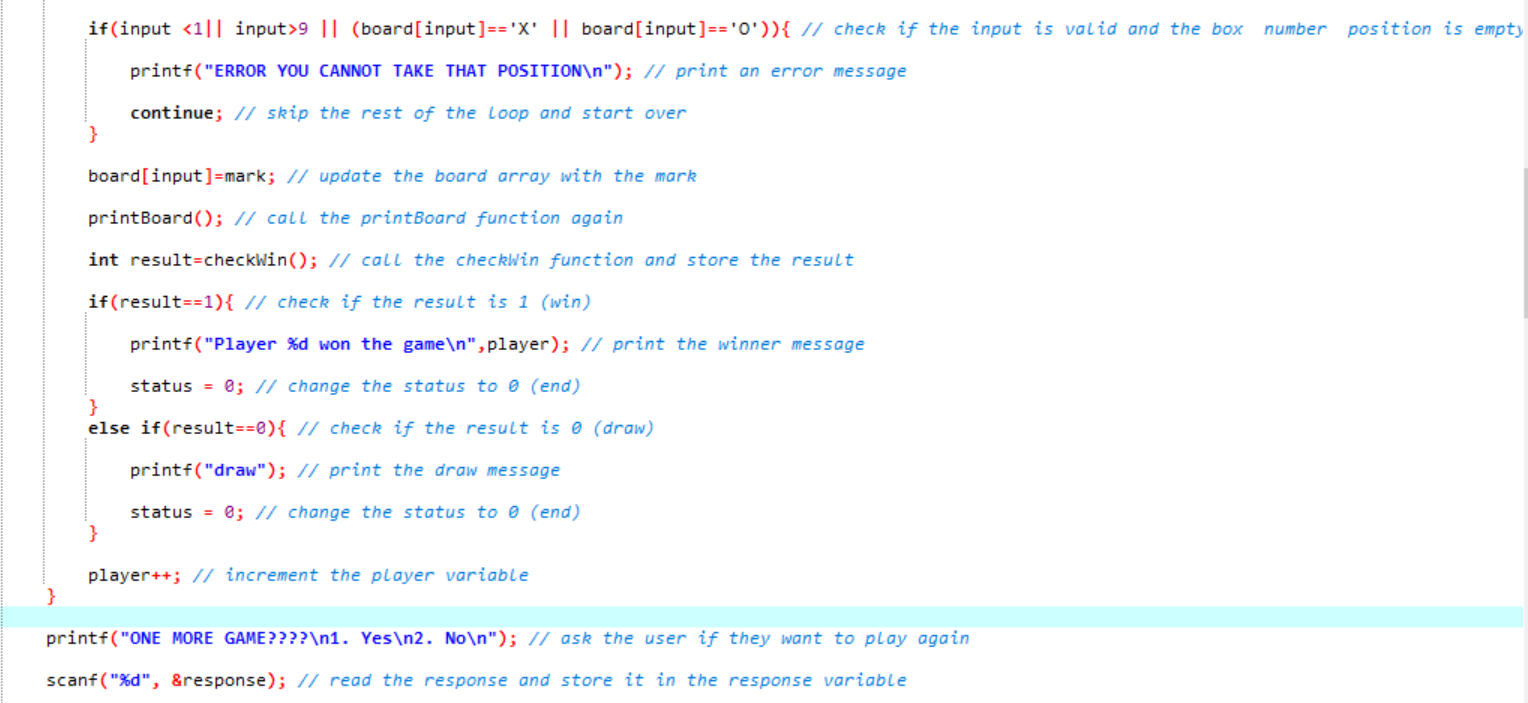 if(input <1|| input>9 || (board[input]=='X' || board[input]=='O')){ // check if the input is valid and the box  number  position is empty
printf("ERROR YOU CANNOT TAKE THAT POSITION\n"); // print an error message
continue; // skip the rest of the loop and start over
}
board[input]=mark; // update the board array with the mark
printBoard(); // call the printBoard function again
int result=checkWin(); // call the checkWin function and store the result
if(result==1){ // check if the result is 1 (win)
printf("Player %d won the game\n",player); // print the winner message
status = 0; // change the status to 0 (end)
}
else if(result==0){ // check if the result is 0 (draw)
printf("draw"); // print the draw message
status = 0; // change the status to 0 (end)
}
player++; // increment the player variable
}
printf("ONE MORE GAME????\n1. Yes\n2. No\n"); // ask the user if they want to play again
scanf("%d", &response); // read the response and store it in the response variable